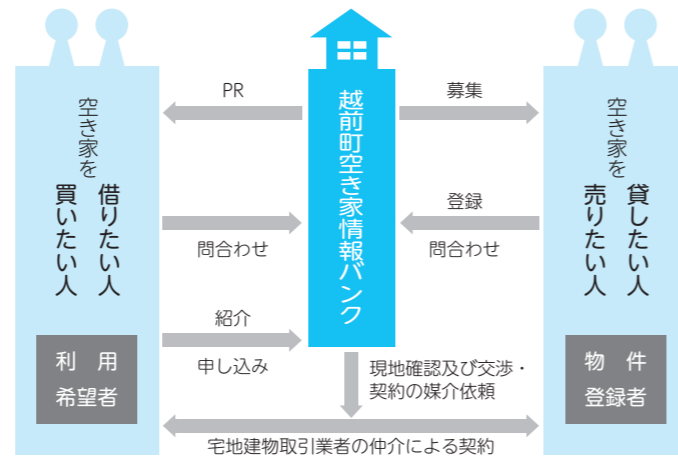 空き家を
借りたい人
買いたい人
利用
希望者
PR
問合わせ
紹介
申し込み
越前町空き家情報バンク
募集
登録
問合わせ
現地確認及び交渉・
契約の媒介依頼
宅地建物取引業者の仲介による契約
空き家を
貸したい人
売りたい人
物件
登録者